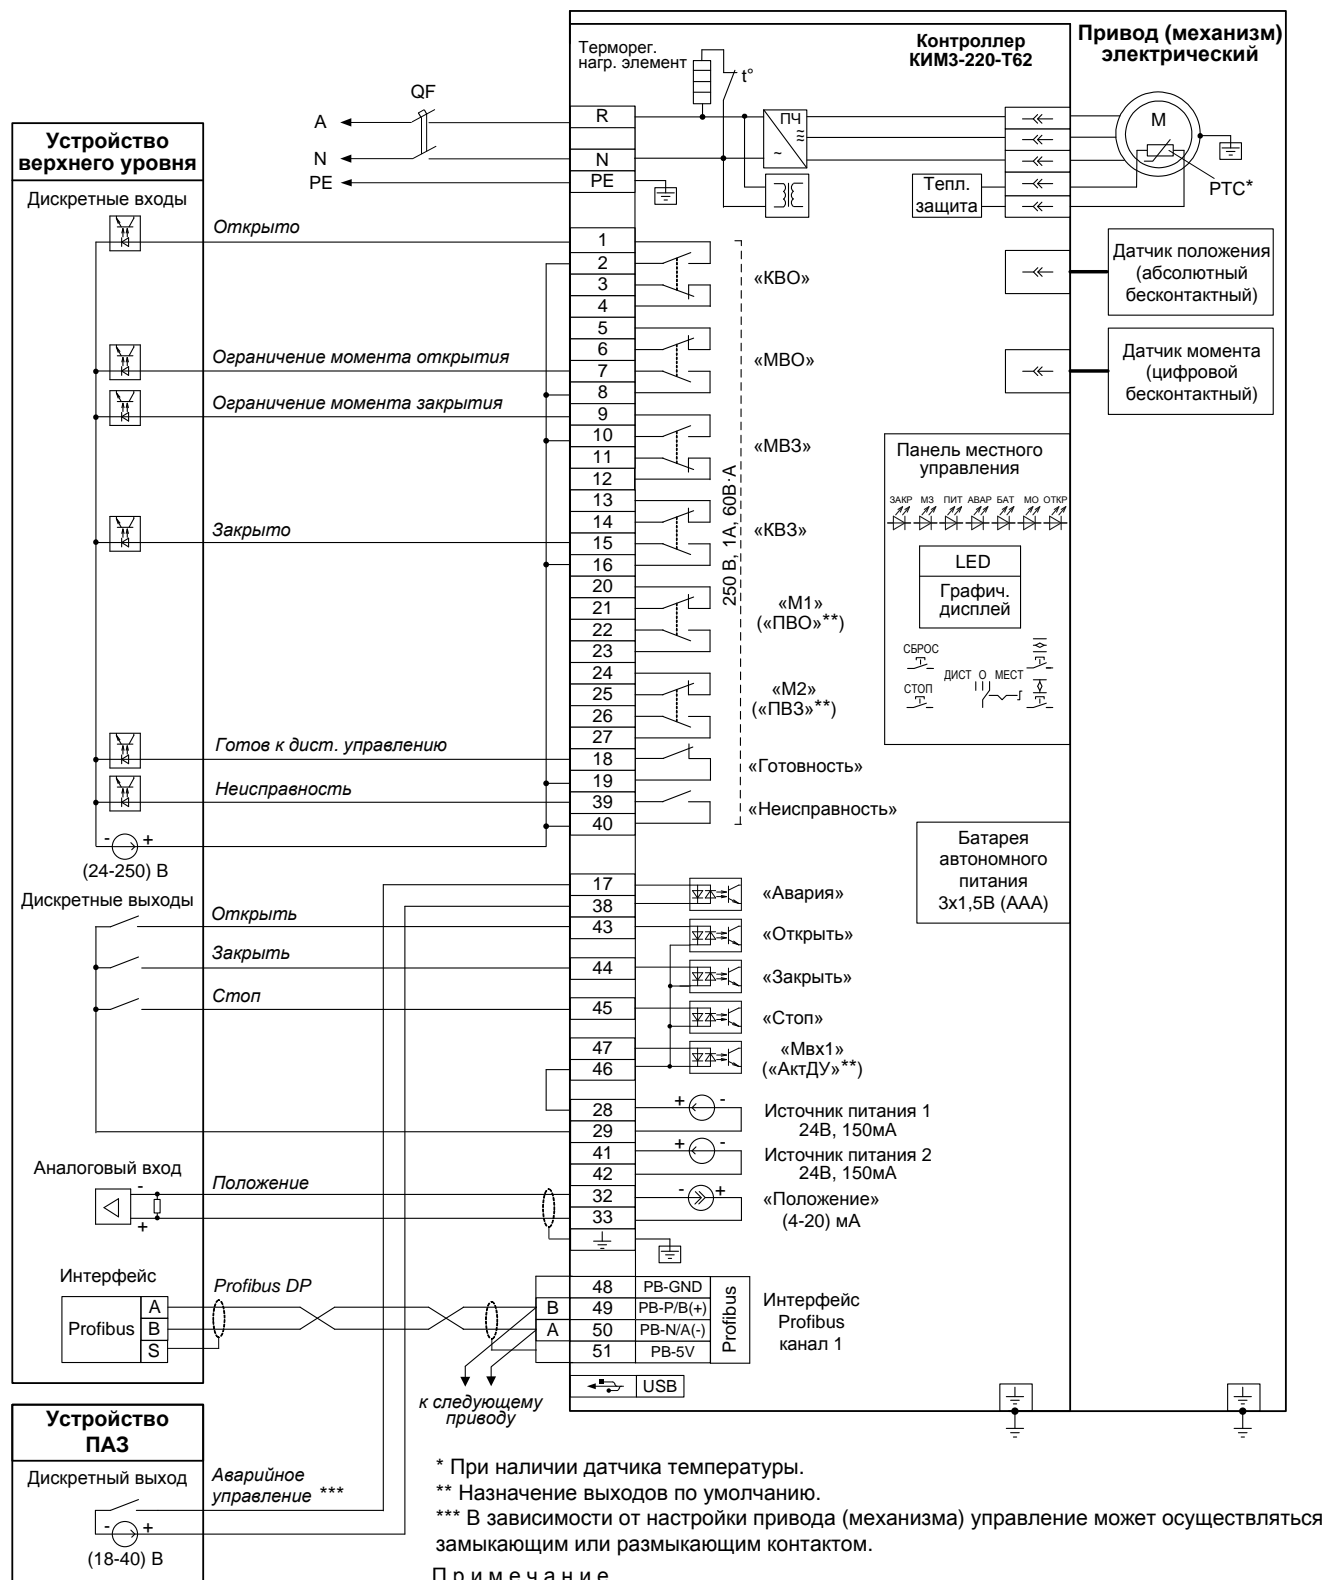 Терморег.
нагр. элемент
t°
Контроллер
КИМ3-220-Т62
Привод (механизм)
электрический
QF
A
N
PE
R
N
PE
ПЧ
≈
~
M
PTC*
Тепл.
защита
Устройство
верхнего уровня
Дискретные входы
Открыто
1
2
3
4
«КВО»
Датчик положения
(абсолютный
бесконтактный)
Ограничение момента открытия
5
6
7
8
«МВО»
Датчик момента
(цифровой
бесконтактный)
Ограничение момента закрытия
9
10
11
12
«МВЗ»
250 В, 1А, 60В·А
Панель местного
управления
ЗАКР МЗ ПИТ АВАР БАТ МО ОТКР
LED
Графич.
дисплей
СБРОС
СТОП
ДИСТ О МЕСТ
Закрыто
13
14
15
16
«КВЗ»
20
21
22
23
«М1»
(«ПВО»**)
24
25
26
27
«М2»
(«ПВЗ»**)
Готов к дист. управлению
18
19
«Готовность»
Неисправность
39
40
«Неисправность»
- +
(24-250) В
Батарея
автономного
питания
3х1,5В (ААА)
Дискретные выходы
17
38
«Авария»
Открыть
43
«Открыть»
Закрыть
44
«Закрыть»
Стоп
45
«Стоп»
47
46
«Мвх1»
(«АктДУ»**)
28
29
+ -
Источник питания 1
24В, 150мА
41
42
+ -
Источник питания 2
24В, 150мА
Аналоговый вход
-
+
Положение
32
33
- +
«Положение»
(4-20) мА
Интерфейс
Profibus
A
B
S
Profibus DP
B
A
48 PB-GND
49 PB-P/B(+)
50 PB-N/A(-)
51 PB-5V
Profibus
Интерфейс
Profibus
канал 1
USB
к следующему
приводу
Устройство
ПАЗ
Дискретный выход
Аварийное
управление ***
- +
(18-40) В
* При наличии датчика температуры.
** Назначение выходов по умолчанию.
*** В зависимости от настройки привода (механизма) управление может осуществляться
замыкающим или размыкающим контактом.
П р и м е ч а н и е